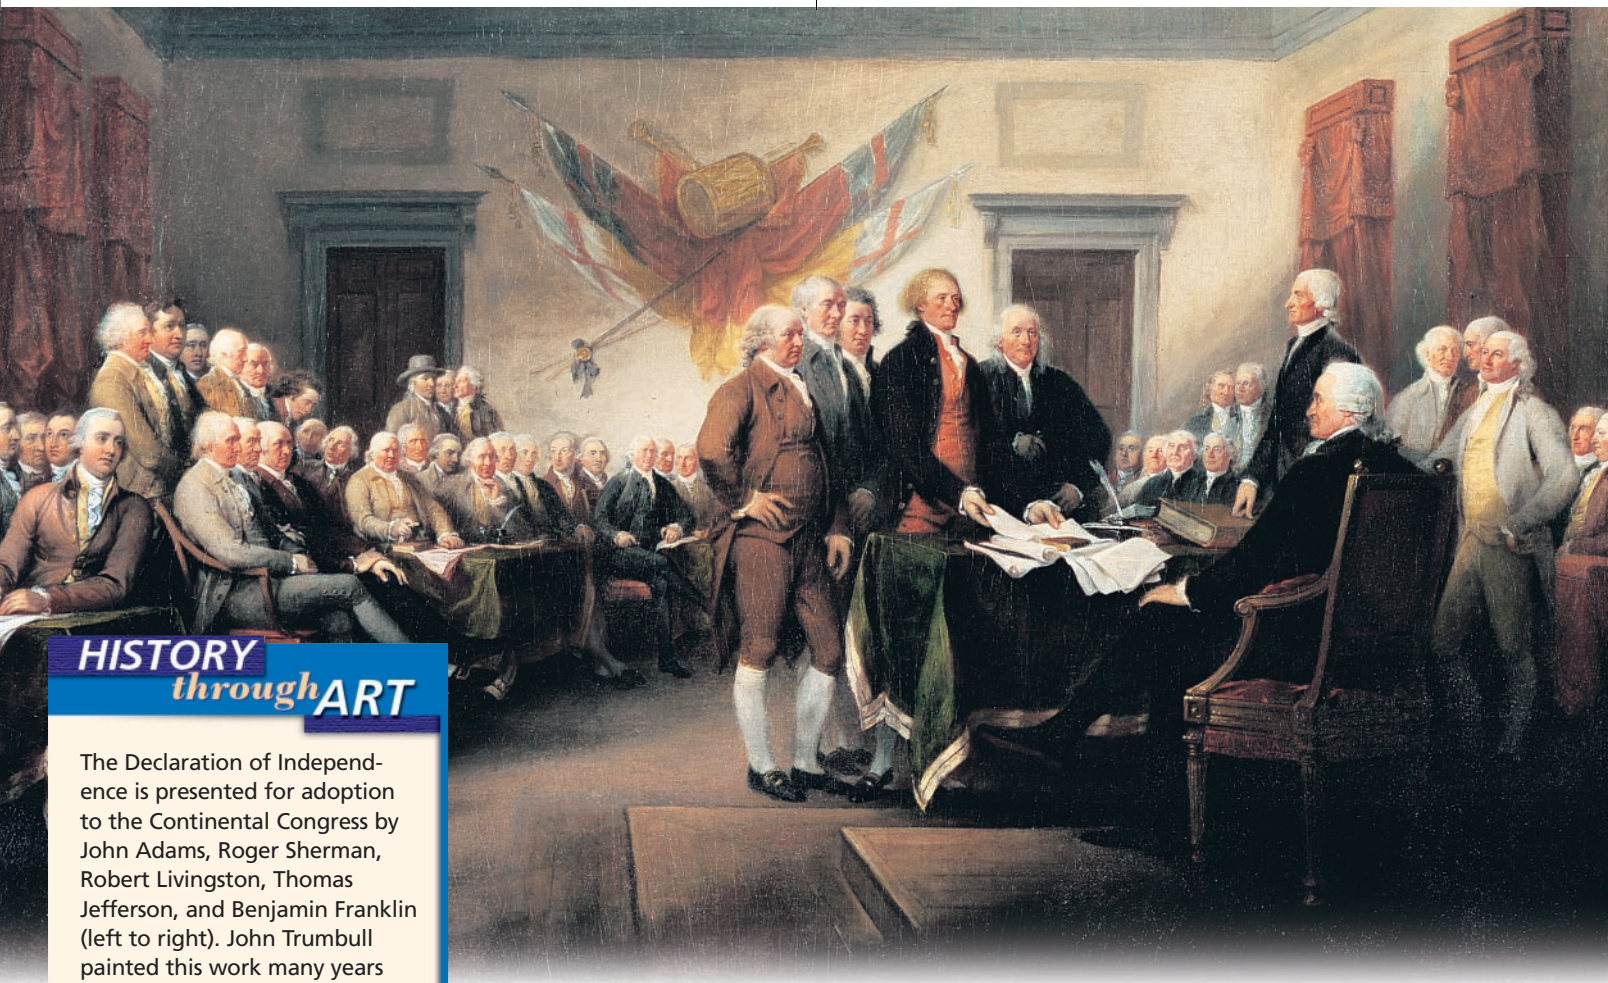 HISTORY
through ART
The Declaration of Independ-
ence is presented for adoption
to the Continental Congress by
John Adams, Roger Sherman,
Robert Livingston, Thomas
Jefferson, and Benjamin Franklin
(left to right). John Trumbull
painted this work many years